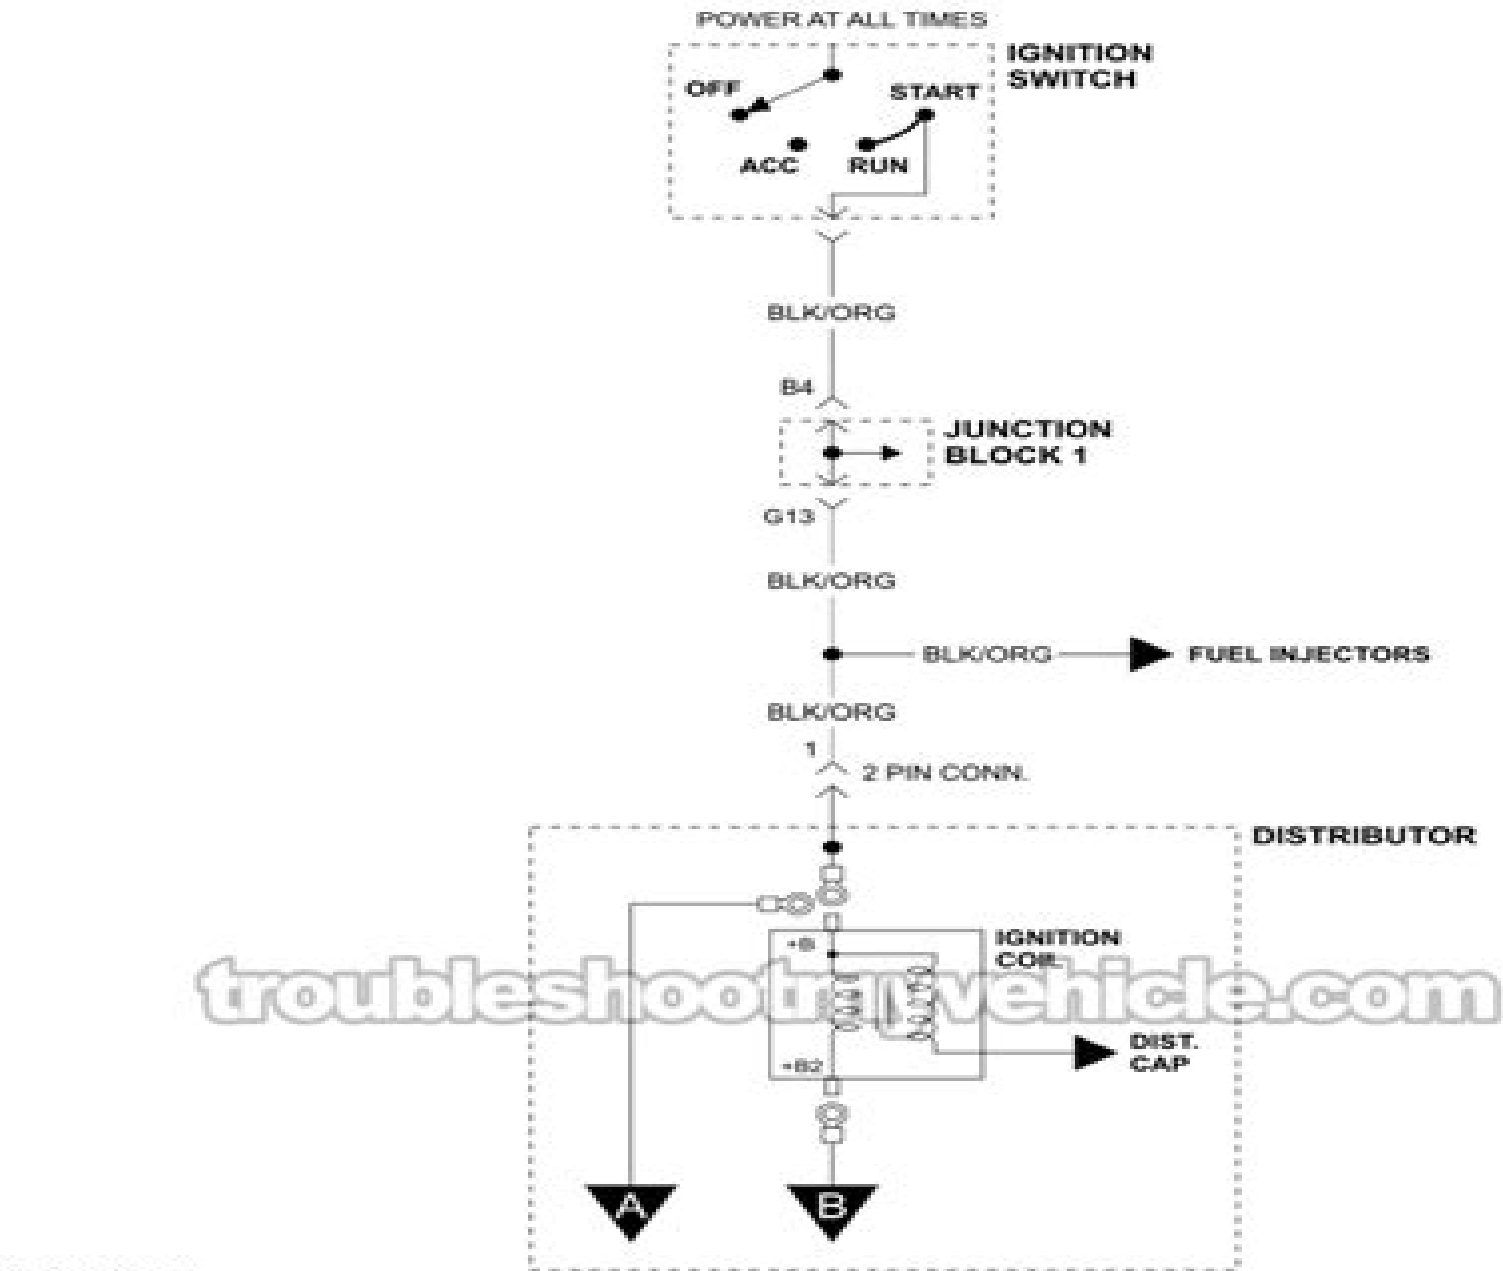 POWER AT ALL TIMES
IGNITION
SWITCH
OFF
START
ACC
RUN
BLK/ORG
B4
JUNCTION
BLOCK 1
G13
BLK/ORG
BLK/ORG
FUEL INJECTORS
BLK/ORG
1
2 PIN CONN.
DISTRIBUTOR
+B
IGNITION
COIL
troubleshootmyvehicle.com
DIST.
CAP
+B2
A
B